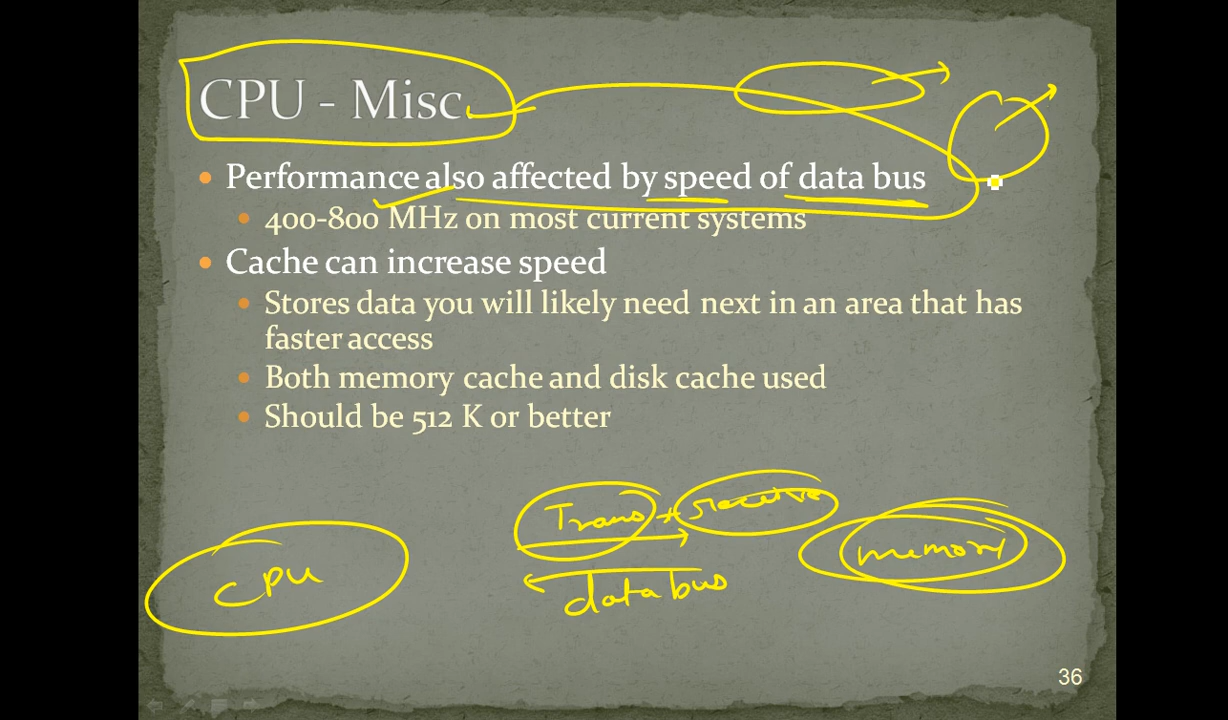 CPU - Misc.
Performance also affected by speed of data bus
400-800 MHz on most current systems
Cache can increase speed
Stores data you will likely need next in an area that has
faster access
Both memory cache and disk cache used
Should be 512 K or better
Trans + receive
memory
CPU
data bus
36